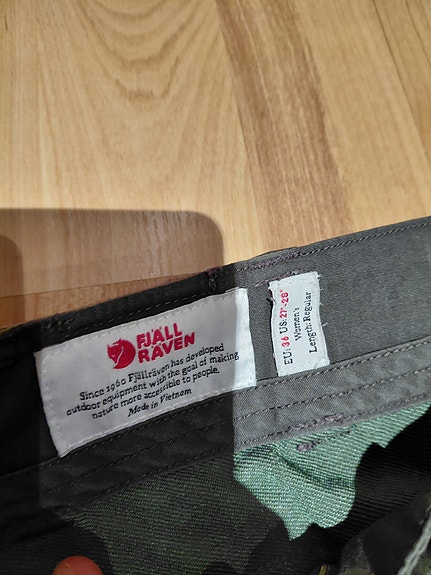 FJÄLL
RÄVEN
Since 1960 Fjällräven has developed
outdoor equipment with the goal of making
nature more accessible to people.
Made in Vietnam
EU: 36 US: 27"-28"
Women's
Length: Regular